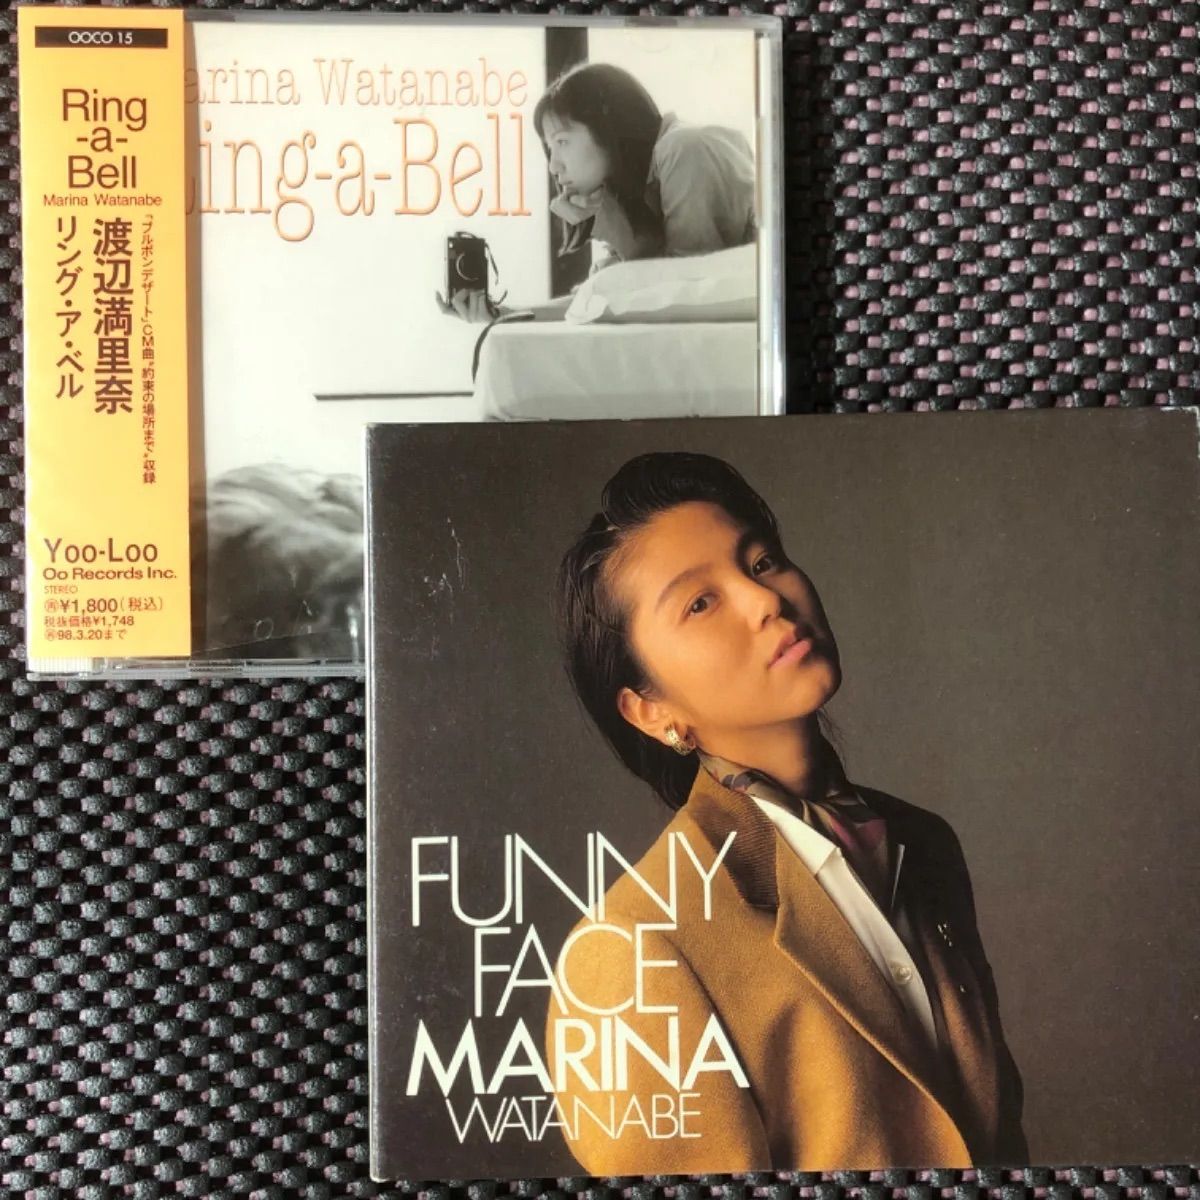 OOCO 15
Ring
-a-
Bell
Marina Watanabe
『ブルボンデザート』CM曲“約束の場所まで”収録
渡辺満里奈
リング・ア・ベル
Yoo-Loo
Oo Records Inc.
STEREO
¥1,800(税込)
税抜価格¥1,748
98.3.20まで
arina Watanabe
ing-a-Bell
FUNNY
FACE
MARINA
WATANABE